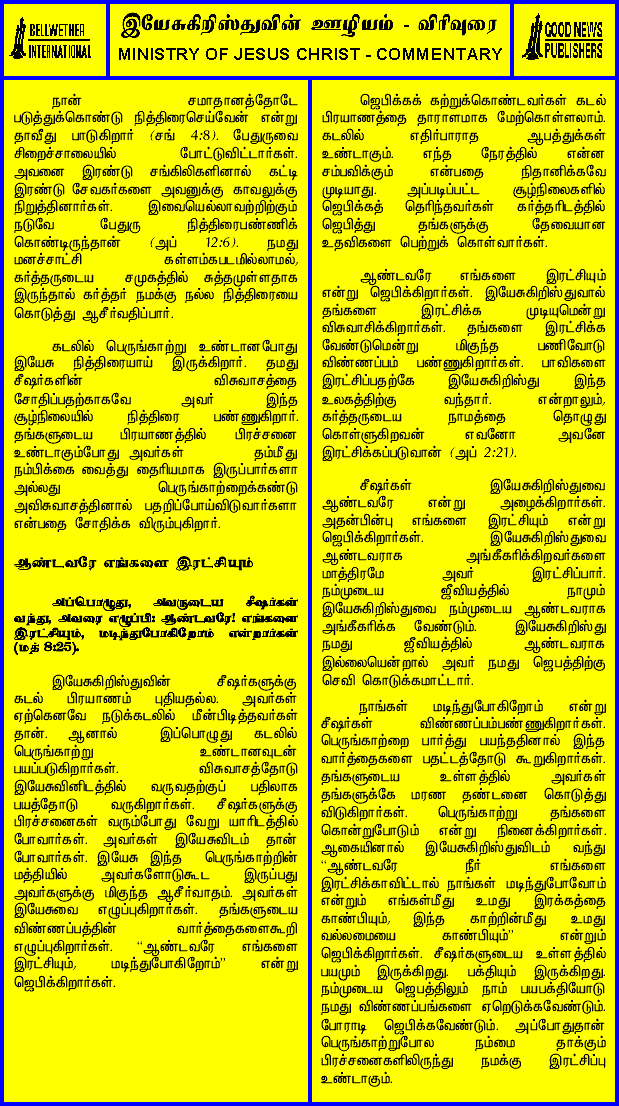 BELLWETHER
INTERNATIONAL
இயேசுகிறிஸ்துவின் ஊழியம் - விரிவுரை
MINISTRY OF JESUS CHRIST - COMMENTARY
GOOD NEWS
PUBLISHERS
நான் சமாதானத்தோடே
படுத்துக்கொண்டு நித்திரைசெய்வேன் என்று
தாவீது பாடுகிறார் (சங் 4:8). பேதுருவை
சிறைச்சாலையில் போட்டுவிட்டார்கள்.
அவனை இரண்டு சங்கிலிகளினால் கட்டி
இரண்டு சேவகர்களை அவனுக்கு காவலுக்கு
நிறுத்தினார்கள். இவையெல்லாவற்றிற்கும்
நடுவே பேதுரு நித்திரைபண்ணிக்
கொண்டிருந்தான் (அப் 12:6). நமது
மனச்சாட்சி கள்ளம்கபடமில்லாமல்,
கர்த்தருடைய சமுகத்தில் சுத்தமுள்ளதாக
இருந்தால் கர்த்தர் நமக்கு நல்ல நித்திரையை
கொடுத்து ஆசீர்வதிப்பார்.
கடலில் பெருங்காற்று உண்டானபோது
இயேசு நித்திரையாய் இருக்கிறார். தமது
சீஷர்களின் விசுவாசத்தை
சோதிப்பதற்காகவே அவர் இந்த
சூழ்நிலையில் நித்திரை பண்ணுகிறார்.
தங்களுடைய பிரயாணத்தில் பிரச்சனை
உண்டாகும்போது அவர்கள் தம்மீது
நம்பிக்கை வைத்து தைரியமாக இருப்பார்களா
அல்லது பெருங்காற்றைக்கண்டு
அவிசுவாசத்தினால் பதறிப்போய்விடுவார்களா
என்பதை சோதிக்க விரும்புகிறார்.
ஆண்டவரே எங்களை இரட்சியும்
அப்பொழுது, அவருடைய சீஷர்கள்
வந்து, அவரை எழுப்பி: ஆண்டவரே! எங்களை
இரட்சியும், மடிந்துபோகிறோம் என்றார்கள்
(மத் 8:25).
இயேசுகிறிஸ்துவின் சீஷர்களுக்கு
கடல் பிரயாணம் புதியதல்ல. அவர்கள்
ஏற்கெனவே நடுக்கடலில் மீன்பிடித்தவர்கள்
தான். ஆனால் இப்பொழுது கடலில்
பெருங்காற்று உண்டானவுடன்
பயப்படுகிறார்கள். விசுவாசத்தோடு
இயேசுவினிடத்தில் வருவதற்குப் பதிலாக
பயத்தோடு வருகிறார்கள். சீஷர்களுக்கு
பிரச்சனைகள் வரும்போது வேறு யாரிடத்தில்
போவார்கள். அவர்கள் இயேசுவிடம் தான்
போவார்கள். இயேசு இந்த பெருங்காற்றின்
மத்தியில் அவர்களோடுகூட இருப்பது
அவர்களுக்கு மிகுந்த ஆசீர்வாதம். அவர்கள்
இயேசுவை எழுப்புகிறார்கள். தங்களுடைய
விண்ணப்பத்தின் வார்த்தைகளைகூறி
எழுப்புகிறார்கள். “ஆண்டவரே எங்களை
இரட்சியும், மடிந்துபோகிறோம்” என்று
ஜெபிக்கிறார்கள்.
ஜெபிக்கக் கற்றுக்கொண்டவர்கள் கடல்
பிரயாணத்தை தாராளமாக மேற்கொள்ளலாம்.
கடலில் எதிர்பாராத ஆபத்துக்கள்
உண்டாகும். எந்த நேரத்தில் என்ன
சம்பவிக்கும் என்பதை நிதானிக்கவே
முடியாது. அப்படிப்பட்ட சூழ்நிலைகளில்
ஜெபிக்கத் தெரிந்தவர்கள் கர்த்தரிடத்தில்
ஜெபித்து தங்களுக்கு தேவையான
உதவிகளை பெற்றுக் கொள்வார்கள்.
ஆண்டவரே எங்களை இரட்சியும்
என்று ஜெபிக்கிறார்கள். இயேசுகிறிஸ்துவால்
தங்களை இரட்சிக்க முடியுமென்று
விசுவாசிக்கிறார்கள். தங்களை இரட்சிக்க
வேண்டுமென்று மிகுந்த பணிவோடு
விண்ணப்பம் பண்ணுகிறார்கள். பாவிகளை
இரட்சிப்பதற்கே இயேசுகிறிஸ்து இந்த
உலகத்திற்கு வந்தார். என்றாலும்,
கர்த்தருடைய நாமத்தை தொழுது
கொள்ளுகிறவன் எவனோ அவனே
இரட்சிக்கப்படுவான் (அப் 2:21).
சீஷர்கள் இயேசுகிறிஸ்துவை
ஆண்டவரே என்று அழைக்கிறார்கள்.
அதன்பின்பு எங்களை இரட்சியும் என்று
ஜெபிக்கிறார்கள். இயேசுகிறிஸ்துவை
ஆண்டவராக அங்கீகரிக்கிறவர்களை
மாத்திரமே அவர் இரட்சிப்பார்.
நம்முடைய ஜீவியத்தில் நாமும்
இயேசுகிறிஸ்துவை நம்முடைய ஆண்டவராக
அங்கீகரிக்க வேண்டும். இயேசுகிறிஸ்து
நமது ஜீவியத்தில் ஆண்டவராக
இல்லையென்றால் அவர் நமது ஜெபத்திற்கு
செவி கொடுக்கமாட்டார்.
நாங்கள் மடிந்துபோகிறோம் என்று
சீஷர்கள் விண்ணப்பம்பண்ணுகிறார்கள்.
பெருங்காற்றை பார்த்து பயந்ததினால் இந்த
வார்த்தைகளை பதட்டத்தோடு கூறுகிறார்கள்.
தங்களுடைய உள்ளத்தில் அவர்கள்
தங்களுக்கே மரண தண்டனை கொடுத்து
விடுகிறார்கள். பெருங்காற்று தங்களை
கொன்றுபோடும் என்று நினைக்கிறார்கள்.
ஆகையினால் இயேசுகிறிஸ்துவிடம் வந்து
“ஆண்டவரே நீர் எங்களை
இரட்சிக்காவிட்டால் நாங்கள் மடிந்துபோவோம்
என்றும் எங்கள்மீது உமது இரக்கத்தை
காண்பியும், இந்த காற்றின்மீது உமது
வல்லமையை காண்பியும்” என்றும்
ஜெபிக்கிறார்கள். சீஷர்களுடைய உள்ளத்தில்
பயமும் இருக்கிறது. பக்தியும் இருக்கிறது.
நம்முடைய ஜெபத்திலும் நாம் பயபக்தியோடு
நமது விண்ணப்பங்களை ஏறெடுக்கவேண்டும்.
போராடி ஜெபிக்கவேண்டும். அப்போதுதான்
பெருங்காற்றுபோல நம்மை தாக்கும்
பிரச்சனைகளிலிருந்து நமக்கு இரட்சிப்பு
உண்டாகும்.